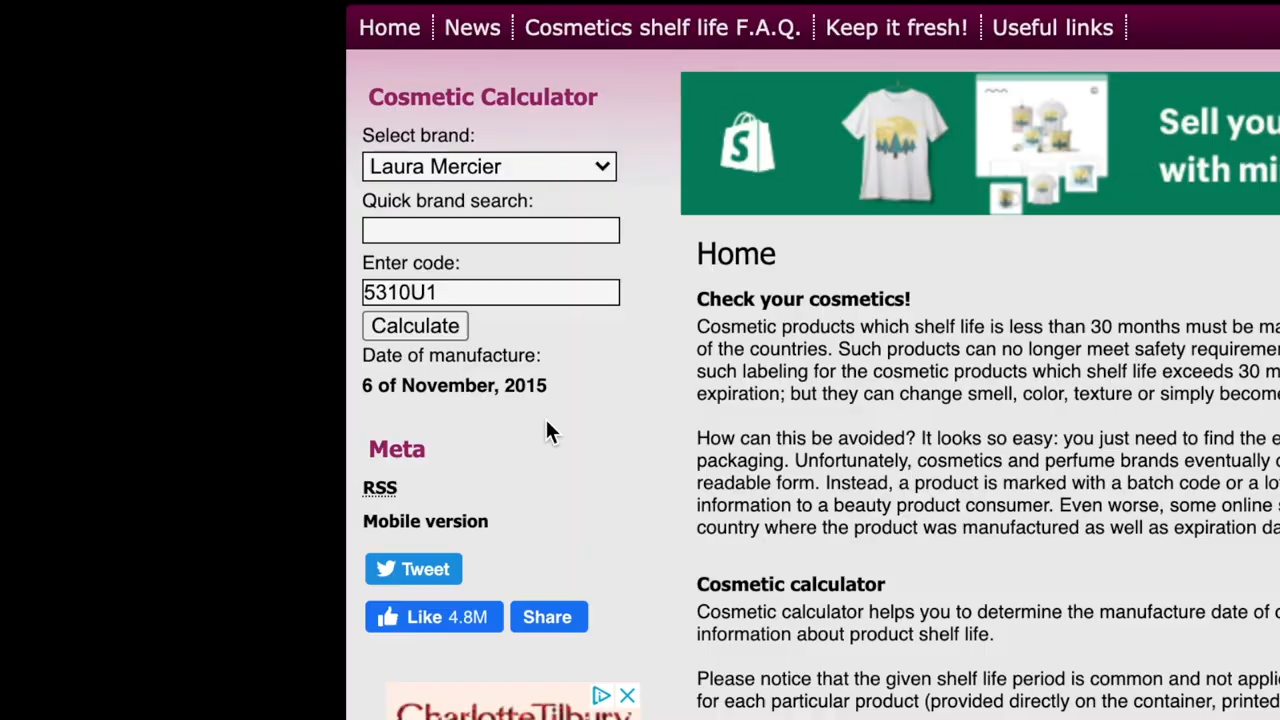 Home
News
Cosmetics shelf life F.A.Q.
Keep it fresh!
Useful links
Cosmetic Calculator
Select brand:
Laura Mercier
Quick brand search:
Enter code:
5310U1
Calculate
Date of manufacture:
6 of November, 2015
Meta
RSS
Mobile version
Tweet
Like 4.8M
Share
Charlotte Tilbury
S
Sell you
with mi
Home
Check your cosmetics!
Cosmetic products which shelf life is less than 30 months must be ma
of the countries. Such products can no longer meet safety requiremen
such labeling for the cosmetic products which shelf life exceeds 30 m
expiration; but they can change smell, color, texture or simply become
How can this be avoided? It looks so easy: you just need to find the e
packaging. Unfortunately, cosmetics and perfume brands eventually
readable form. Instead, a product is marked with a batch code or a lo
information to a beauty product consumer. Even worse, some online s
country where the product was manufactured as well as expiration da
Cosmetic calculator
Cosmetic calculator helps you to determine the manufacture date of
information about product shelf life.
Please notice that the given shelf life period is common and not appli
for each particular product (provided directly on the container, printed